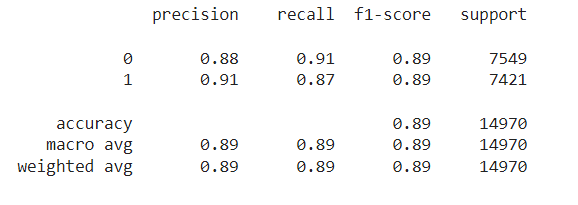 precision recall f1-score support
0 0.88 0.91 0.89 7549
1 0.91 0.87 0.89 7421
accuracy 0.89 14970
macro avg 0.89 0.89 0.89 14970
weighted avg 0.89 0.89 0.89 14970